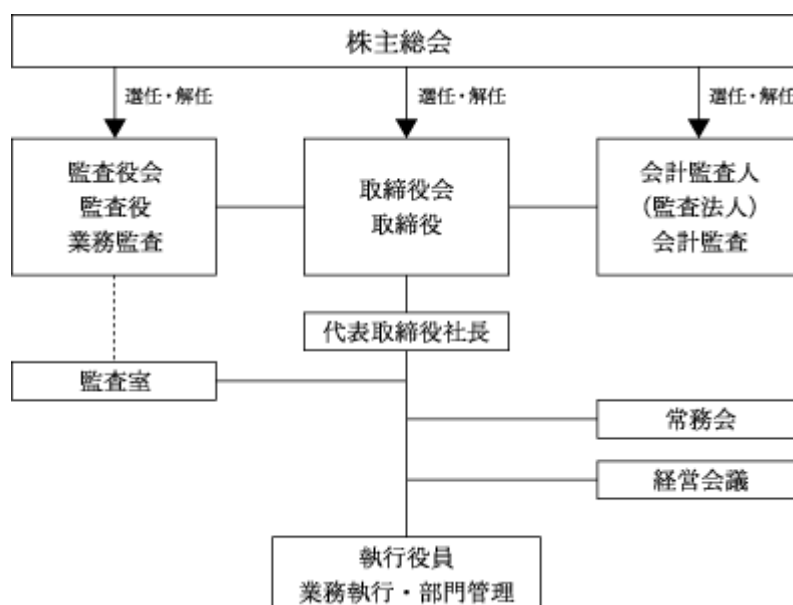 株主総会
選任・解任
選任・解任
選任・解任
監査役会
監査役
業務監査
取締役会
取締役
会計監査人
(監査法人)
会計監査
代表取締役社長
監査室
常務会
経営会議
執行役員
業務執行・部門管理